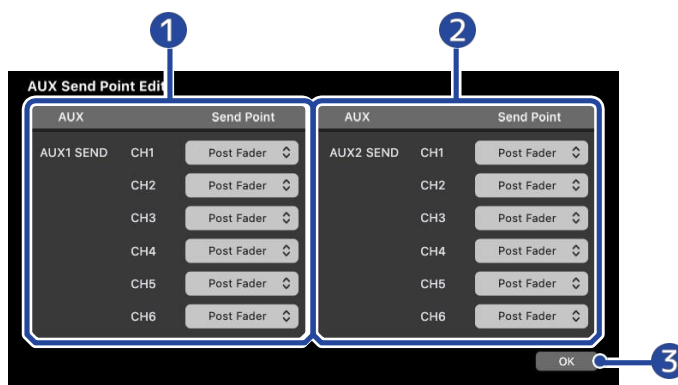 1 2
AUX Send Point Edit
AUX Send Point AUX Send Point
AUX1 SEND CH1 Post Fader AUX2 SEND CH1 Post Fader
CH2 Post Fader CH2 Post Fader
CH3 Post Fader CH3 Post Fader
CH4 Post Fader CH4 Post Fader
CH5 Post Fader CH5 Post Fader
CH6 Post Fader CH6 Post Fader
OK 3